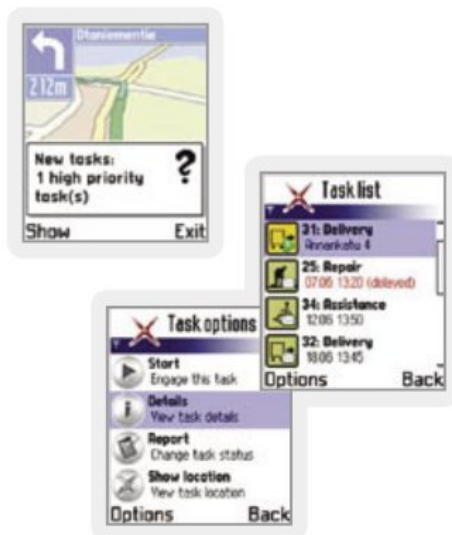 Otaniementie
212m
New tasks:
1 high priority
task(s)
?
Show Exit
Task list
31: Delivery
Annankatu 4
25: Repair
07.06 13:20 (delayed)
34: Assistance
12.06 13:50
32: Delivery
18.06 13:45
Options Back
Task options
Start
Engage this task
Details
View task details
Report
Change task status
Show location
View task location
Options Back